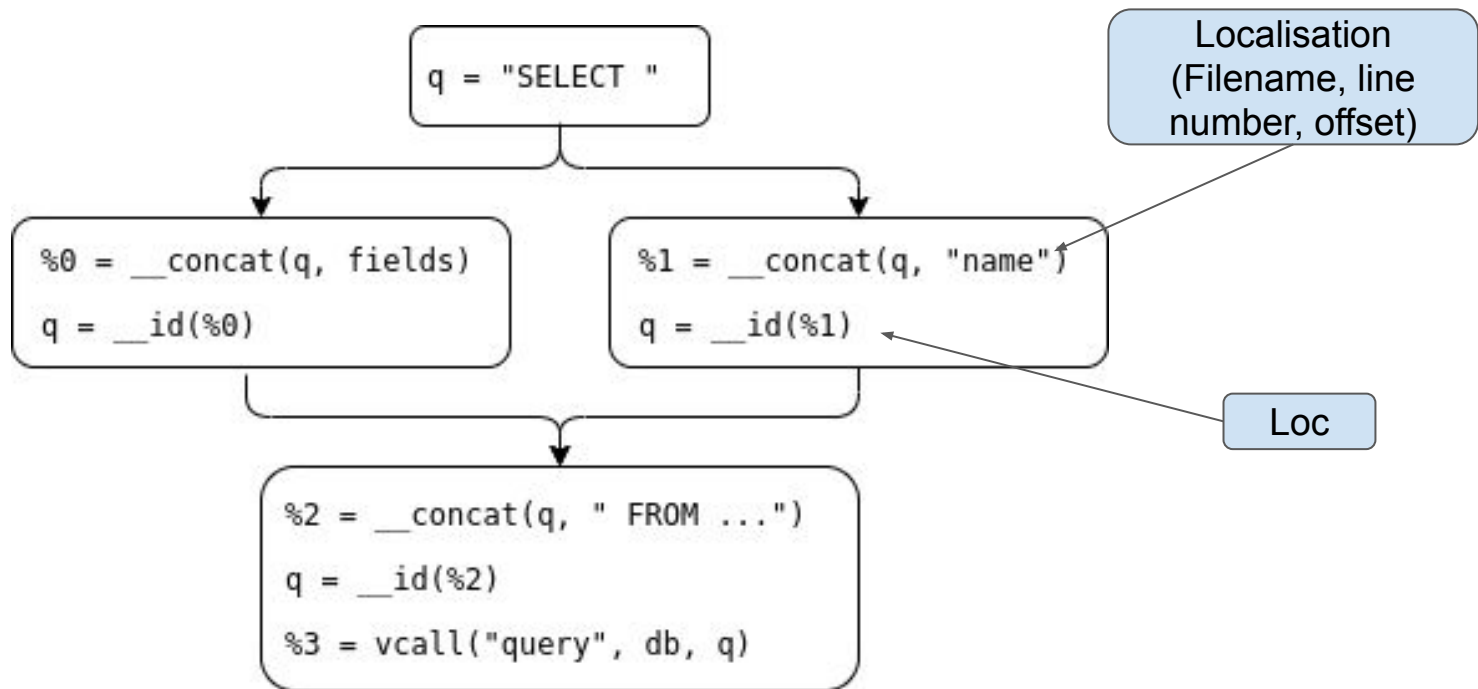 q = "SELECT "
Localisation
(Filename, line
number, offset)
%0 = __concat(q, fields)
q = __id(%0)
%1 = __concat(q, "name")
q = __id(%1)
Loc
%2 = __concat(q, " FROM ...")
q = __id(%2)
%3 = vcall("query", db, q)